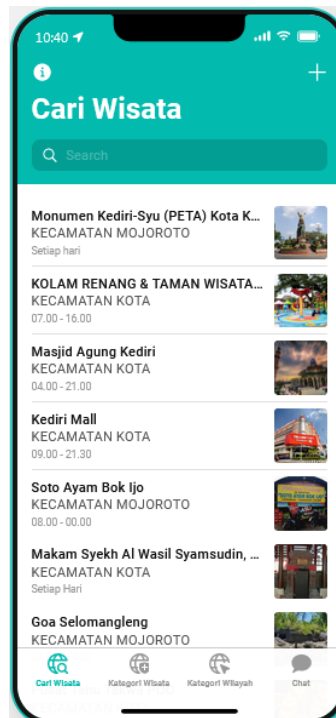 10:40
Cari Wisata
Search
Monumen Kediri-Syu (PETA) Kota K...
KECAMATAN MOJOROTO
Setiap hari
KOLAM RENANG & TAMAN WISATA...
KECAMATAN KOTA
07.00 - 16.00
Masjid Agung Kediri
KECAMATAN KOTA
04.00 - 21.00
Kediri Mall
KECAMATAN KOTA
09.00 - 21.30
Soto Ayam Bok Ijo
KECAMATAN MOJOROTO
08.00 - 00.00
Makam Syekh Al Wasil Syamsudin, ...
KECAMATAN KOTA
Setiap Hari
Goa Selomangleng
KECAMATAN MOJOROTO
Cari Wisata
Kategori Wisata
Kategori Wilayah
Chat